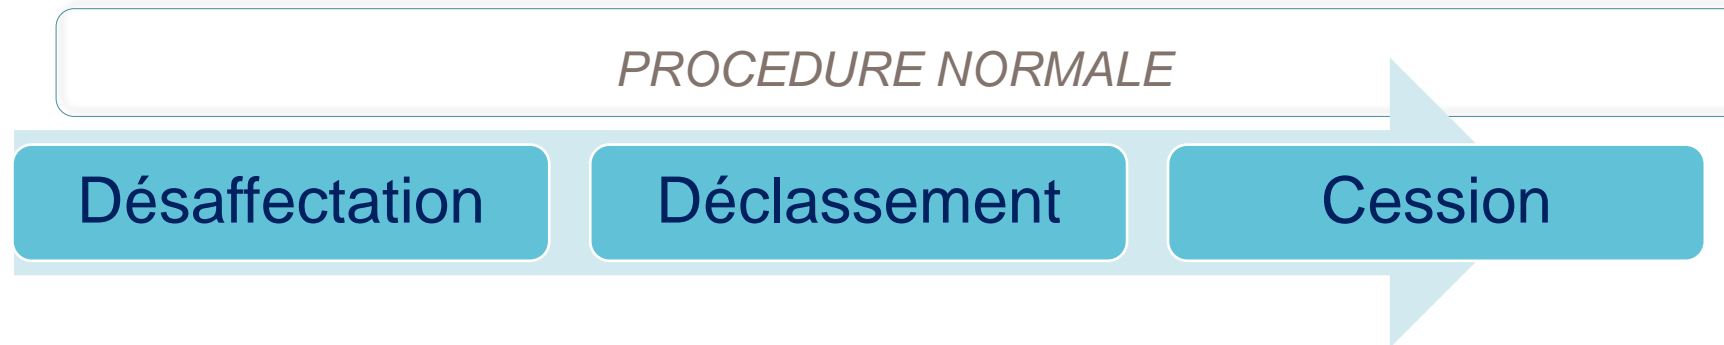 PROCEDURE NORMALE
Désaffectation Déclassement Cession